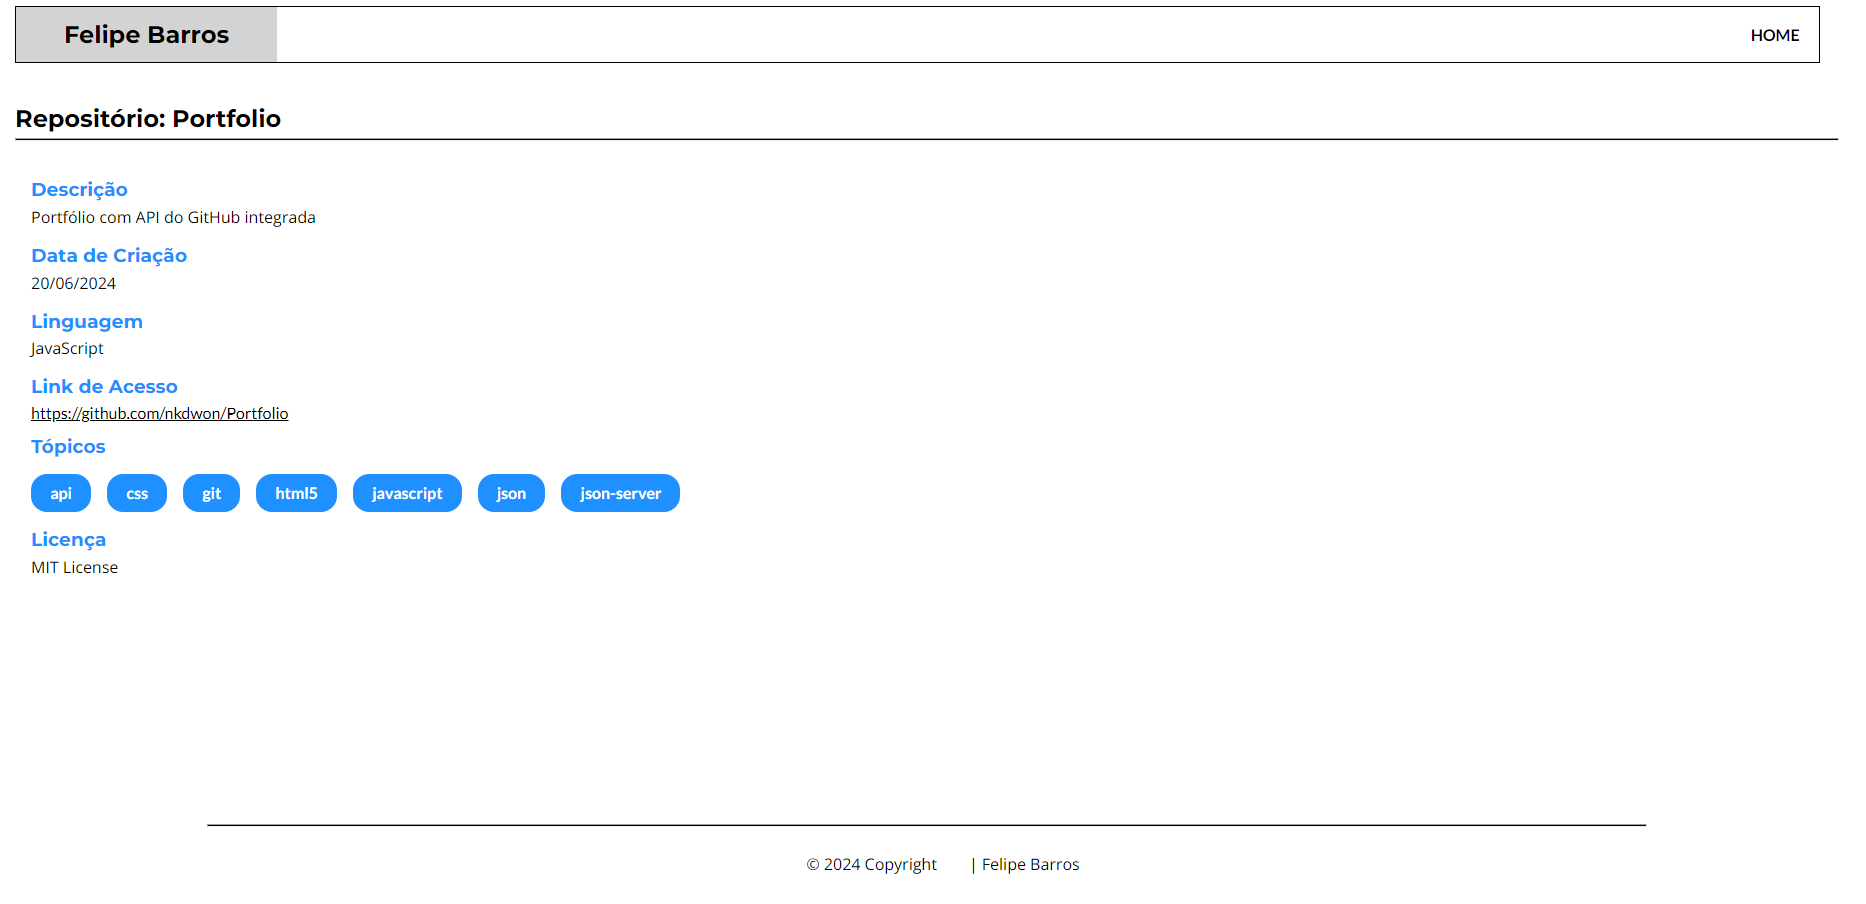 Felipe Barros
HOME
Repositório: Portfolio
Descrição
Portfólio com API do GitHub integrada
Data de Criação
20/06/2024
Linguagem
JavaScript
Link de Acesso
https://github.com/nkdwon/Portfolio
Tópicos
api css git html5 javascript json json-server
Licença
MIT License
© 2024 Copyright | Felipe Barros